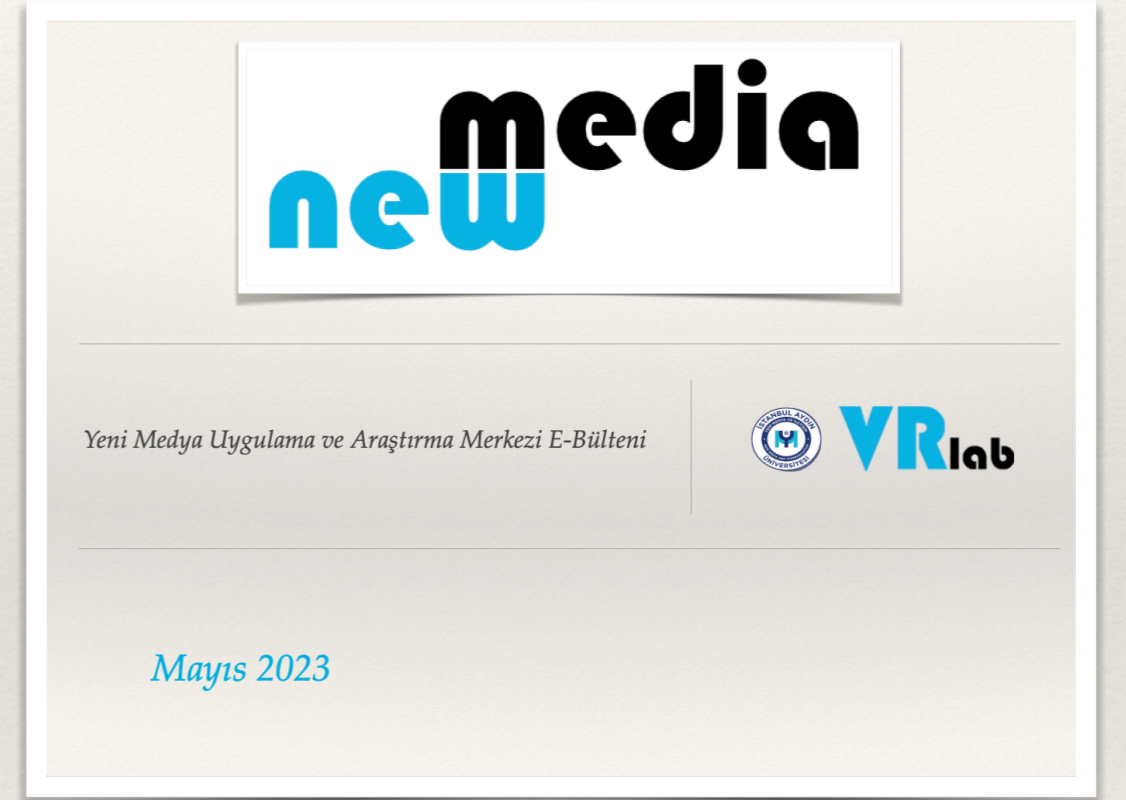 media
new
Yeni Medya Uygulama ve Araştırma Merkezi E-Bülteni
İSTANBUL AYDIN
ÜNİVERSİTESİ
VRlab
Mayıs 2023